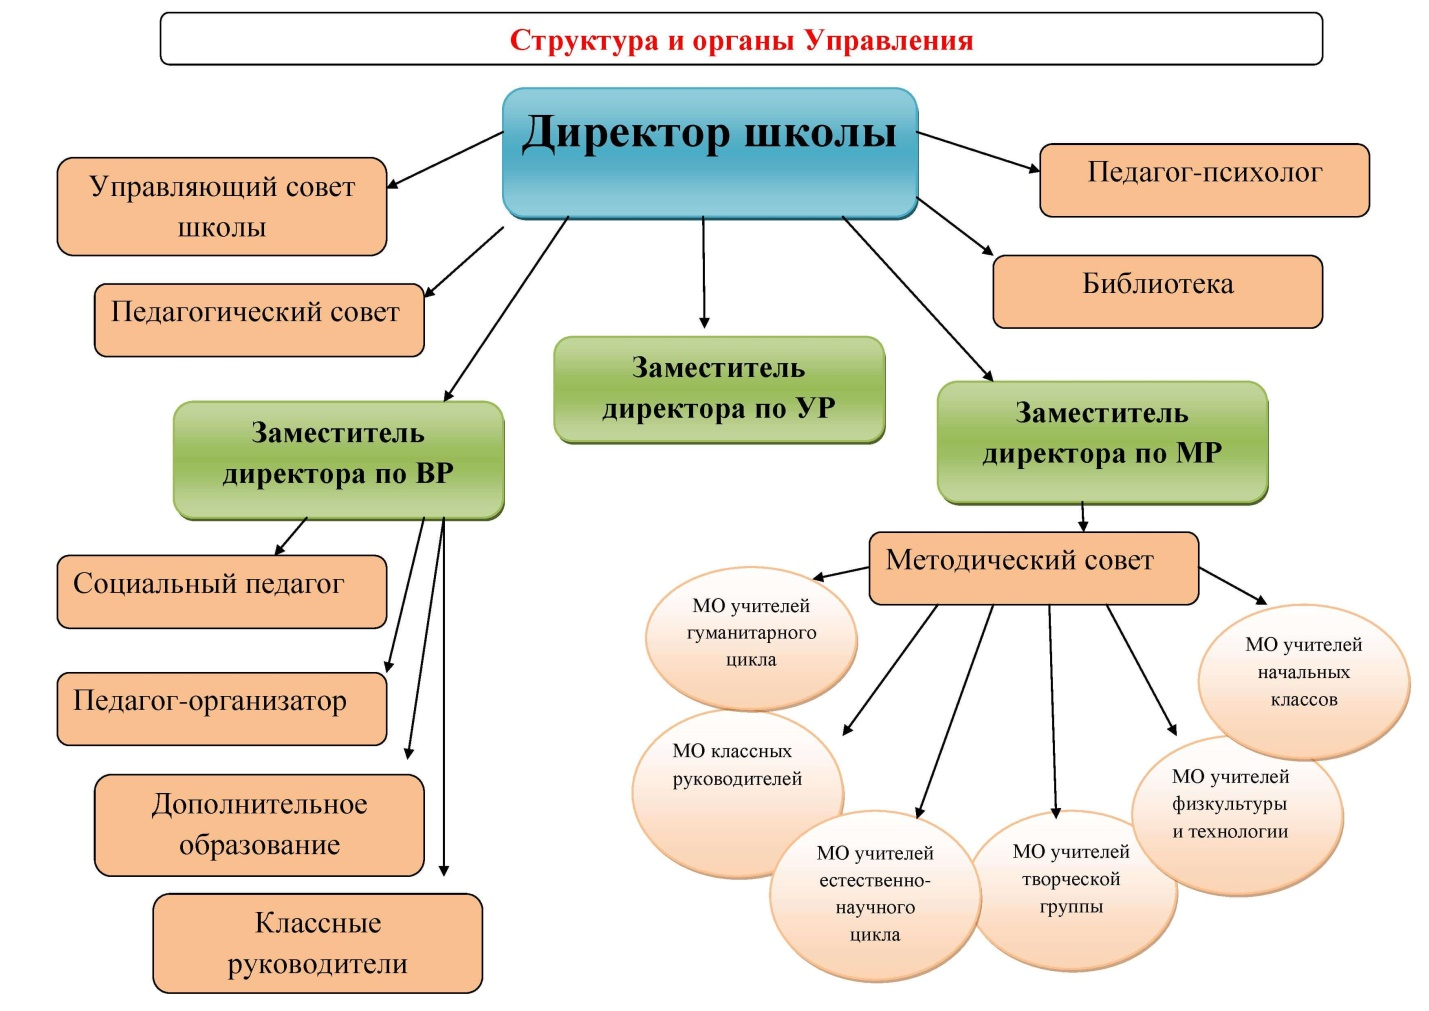 Структура и органы Управления
Директор школы
Управляющий совет
школы
Педагогический совет
Педагог-психолог
Библиотека
Заместитель
директора по ВР
Заместитель
директора по УР
Заместитель
директора по МР
Социальный педагог
Педагог-организатор
Дополнительное
образование
Классные
руководители
Методический совет
МО учителей
гуманитарного
цикла
МО классных
руководителей
МО учителей
естественно-
научного
цикла
МО учителей
творческой
группы
МО учителей
физкультуры
и технологии
МО учителей
начальных
классов